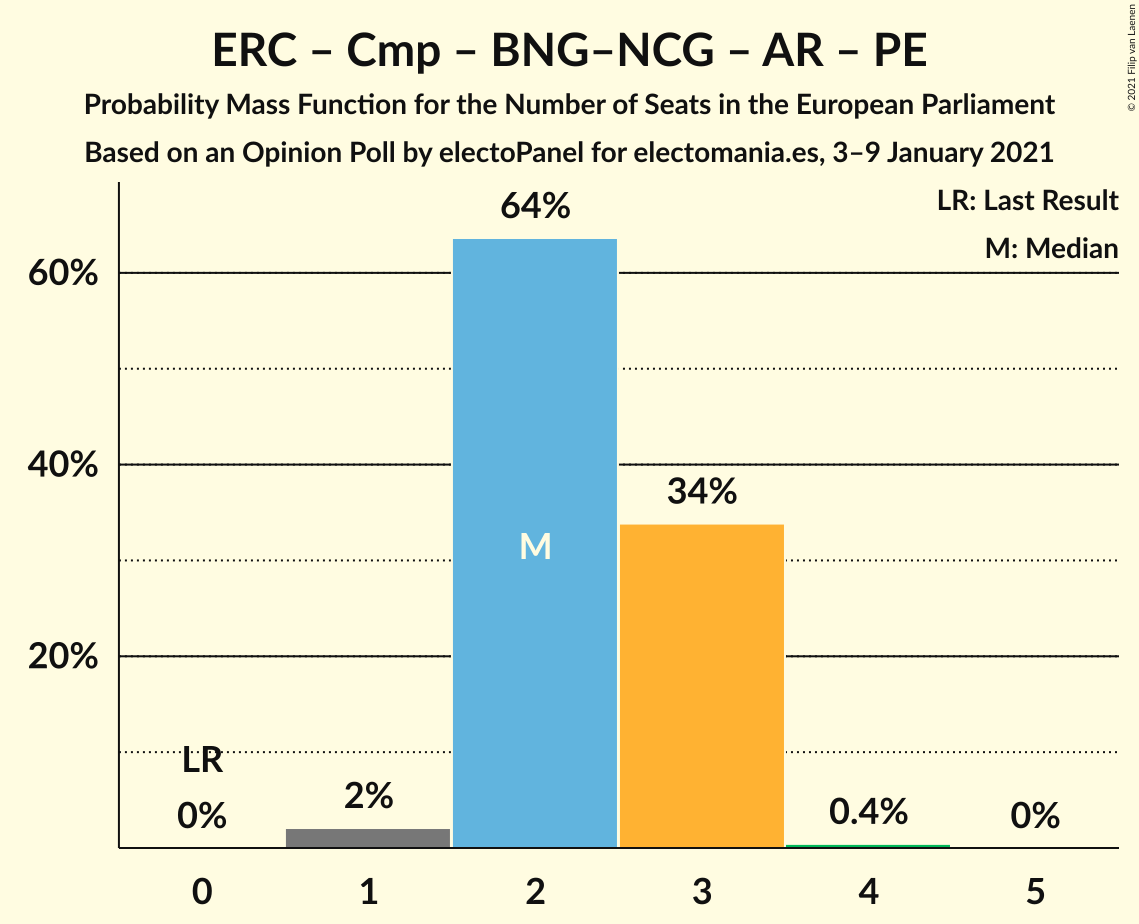 ERC – Cmp – BNG–NCG – AR – PE
Probability Mass Function for the Number of Seats in the European Parliament
Based on an Opinion Poll by electoPanel for electomania.es, 3–9 January 2021
© 2021 Filip van Laenen
LR: Last Result
M: Median
60%
40%
20%
LR
0%
2%
64%
M
34%
0.4%
0%
0 1 2 3 4 5